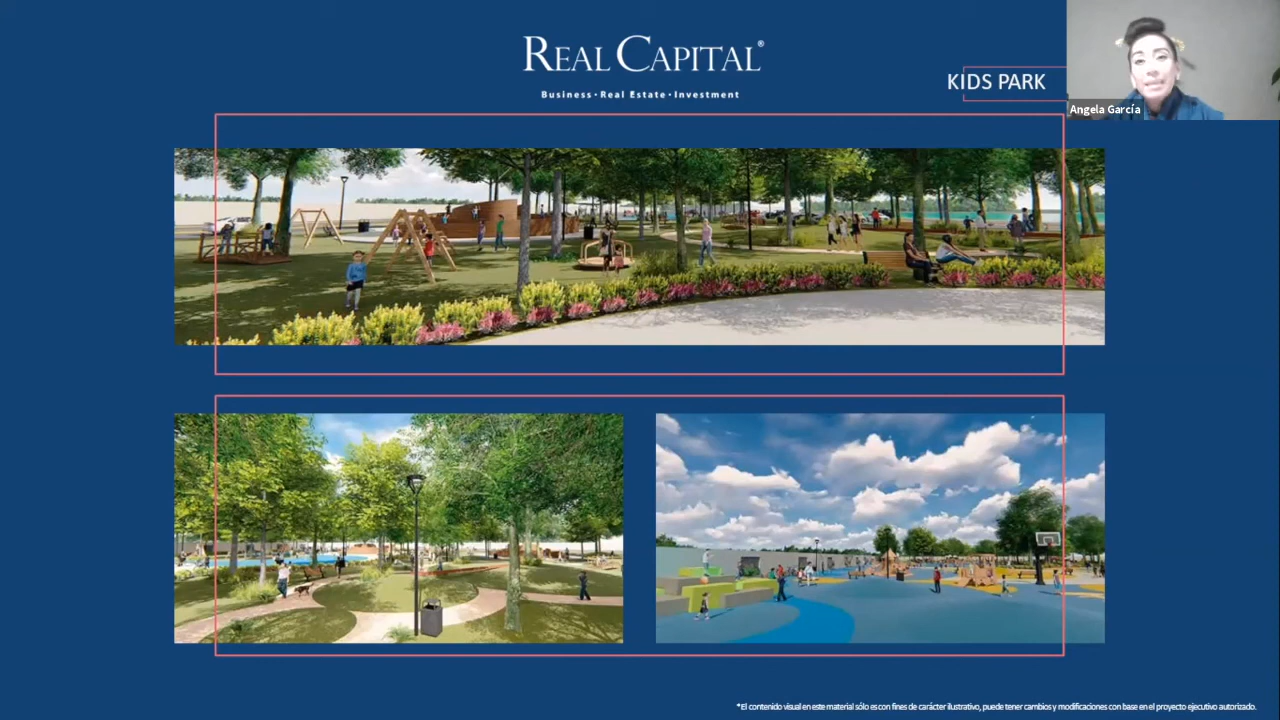 REAL CAPITAL®
Business • Real Estate • Investment
KIDS PARK
Angela García
*El contenido visual en este material sólo es con fines de carácter ilustrativo, puede tener cambios y modificaciones con base en el proyecto ejecutivo autorizado.